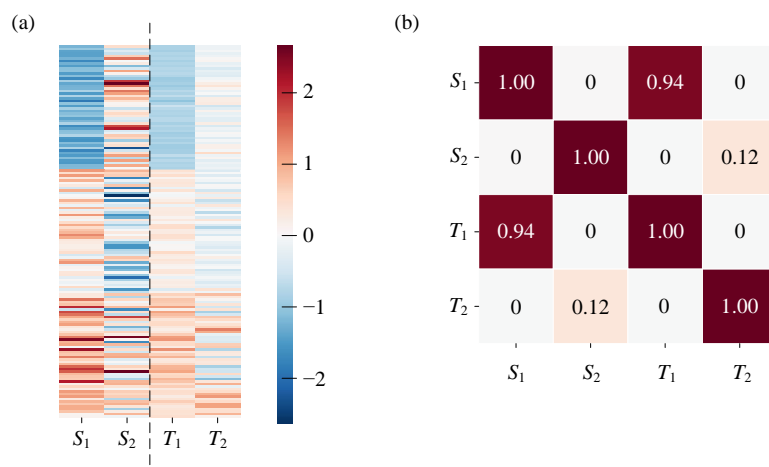 (a)
2
1
0
−1
−2
S₁ S₂ T₁ T₂
(b)
S₁ 1.00 0 0.94 0
S₂ 0 1.00 0 0.12
T₁ 0.94 0 1.00 0
T₂ 0 0.12 0 1.00
S₁ S₂ T₁ T₂